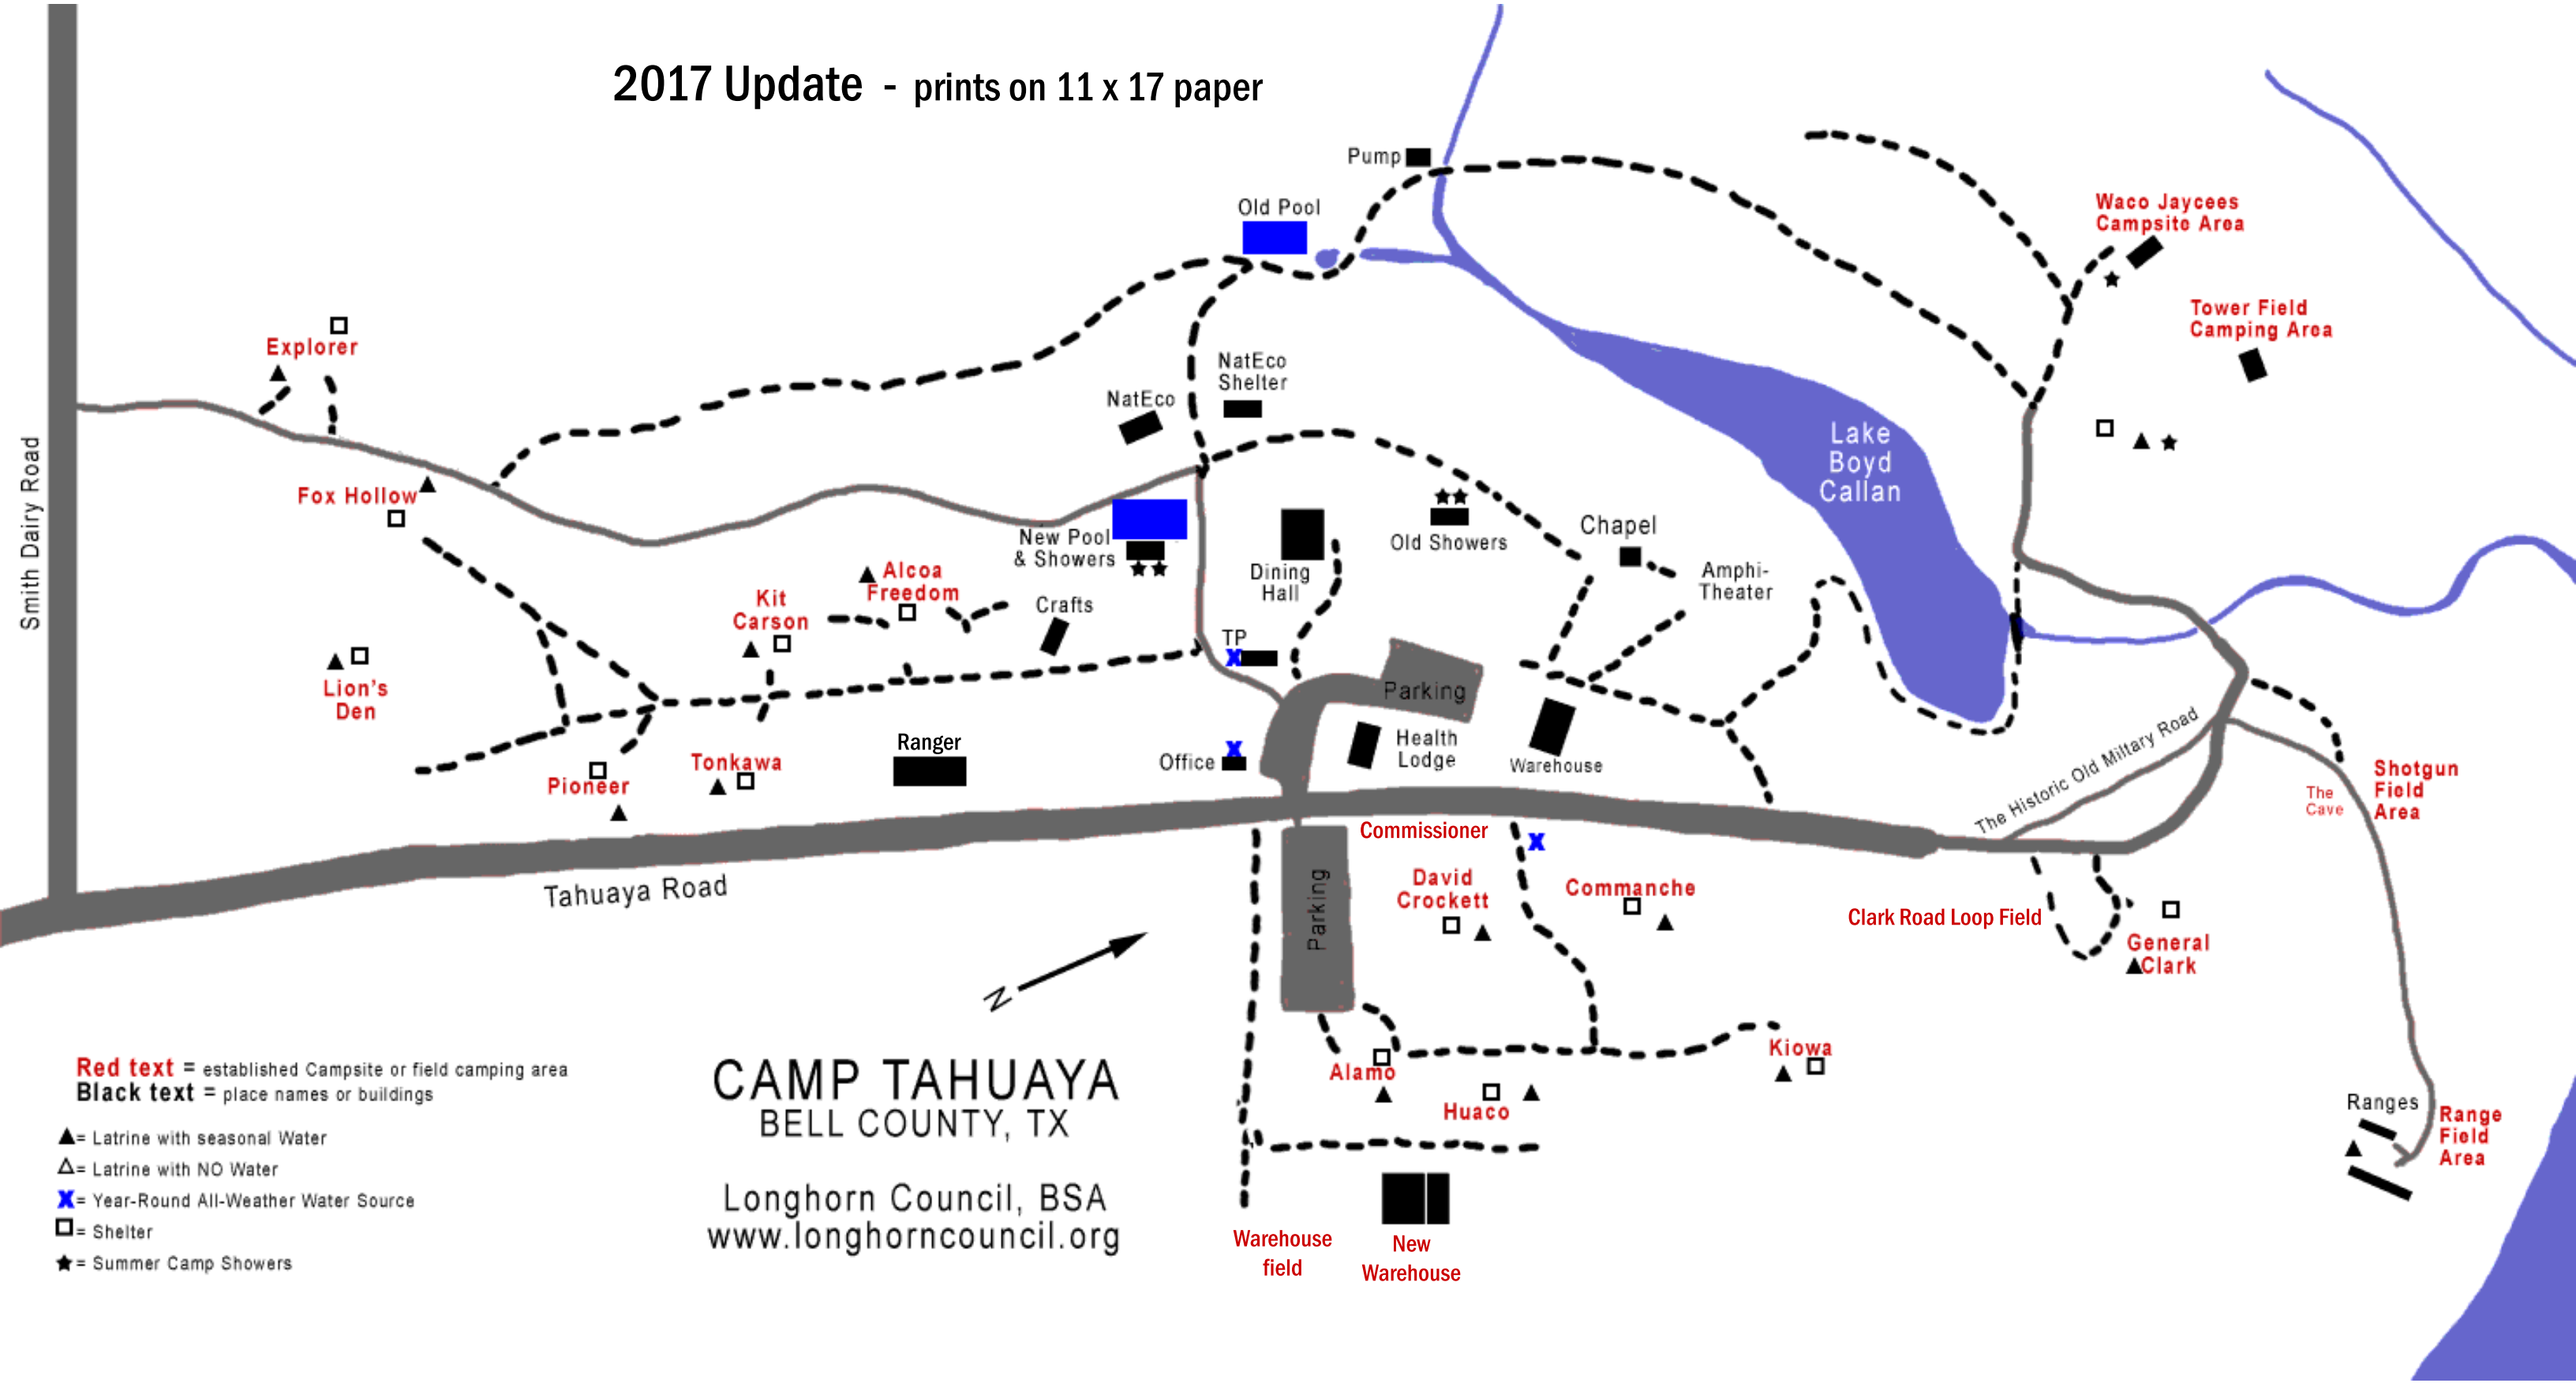 2017 Update - prints on 11 x 17 paper
Pump
Old Pool
Waco Jaycees
Campsite Area
Tower Field
Camping Area
Explorer
NatEco
Shelter
NatEco
Lake
Boyd
Callan
Smith Dairy Road
Fox Hollow
New Pool
& Showers
Dining
Hall
Old Showers
Chapel
Amphi-
Theater
Alcoa
Freedom
Kit
Carson
Crafts
TP
X
Lion's
Den
Parking
Ranger
Office
X
Health
Lodge
Warehouse
Pioneer
Tonkawa
The Historic Old Miltary Road
The
Cave
Shotgun
Field
Area
Commissioner
X
Tahuaya Road
Parking
David
Crockett
Commanche
Clark Road Loop Field
General
Clark
N
Alamo
Huaco
Kiowa
Ranges
Range
Field
Area
CAMP TAHUAYA
BELL COUNTY, TX
Longhorn Council, BSA
www.longhorncouncil.org
Warehouse
field
New
Warehouse
Red text = established Campsite or field camping area
Black text = place names or buildings
▲= Latrine with seasonal Water
△= Latrine with NO Water
X= Year-Round All-Weather Water Source
□= Shelter
★= Summer Camp Showers